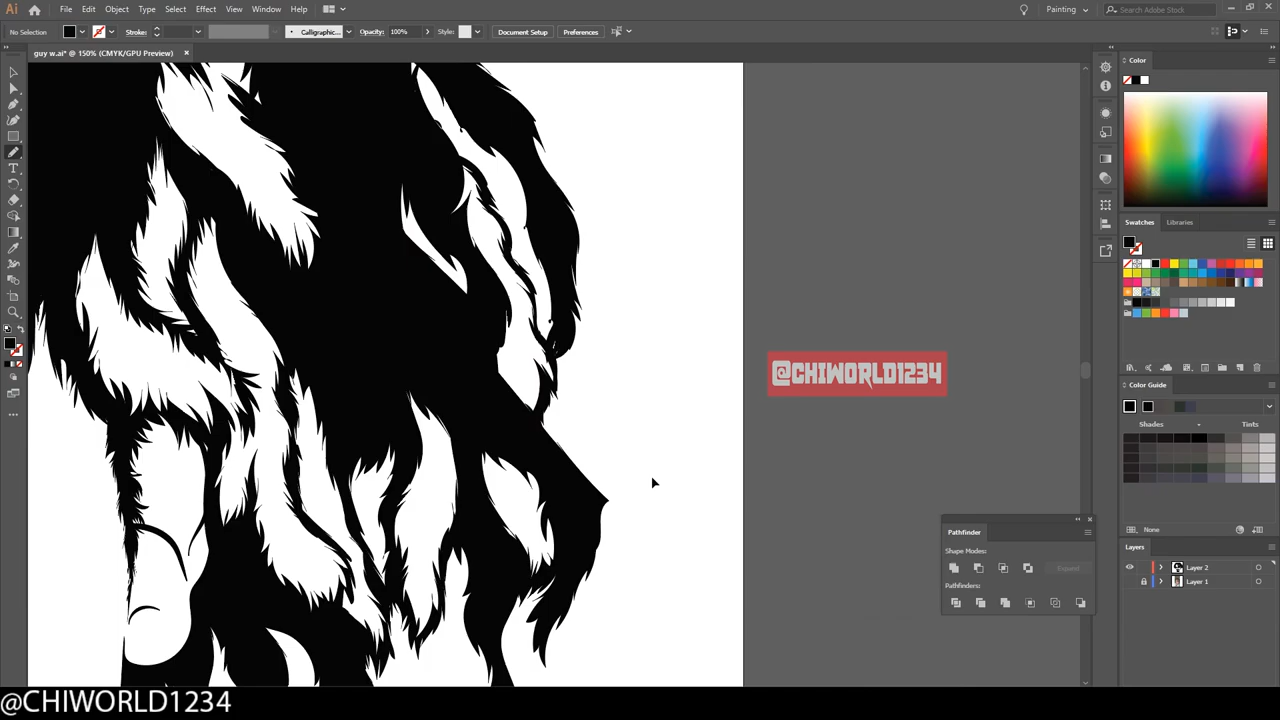 Ai File Edit Object Type Select Effect View Window Help Painting Search Adobe Stock
No Selection Stroke: Calligraphic... Opacity: 100% Style: Document Setup Preferences
guy w.ai* @ 150% (CMYK/GPU Preview)
Color
Swatches Libraries
@CHIWORLD1234
Color Guide
Shades Tints
None
Pathfinder
Shape Modes:
Expand
Pathfinders:
Layers
Layer 2
Layer 1
@CHIWORLD1234